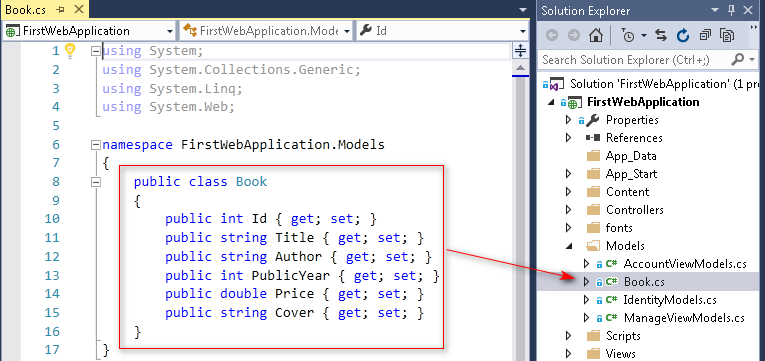 Book.cs
FirstWebApplication
FirstWebApplication.Mode
Id
1 using System;
2 using System.Collections.Generic;
3 using System.Linq;
4 using System.Web;
5
6 namespace FirstWebApplication.Models
7 {
8 public class Book
9 {
10 public int Id { get; set; }
11 public string Title { get; set; }
12 public string Author { get; set; }
13 public int PublicYear { get; set; }
14 public double Price { get; set; }
15 public string Cover { get; set; }
16 }
17 }
Solution Explorer
Search Solution Explorer (Ctrl+;)
Solution 'FirstWebApplication' (1 pro
FirstWebApplication
Properties
References
App_Data
App_Start
Content
Controllers
fonts
Models
C# AccountViewModels.cs
C# Book.cs
C# IdentityModels.cs
C# ManageViewModels.cs
Scripts
Views